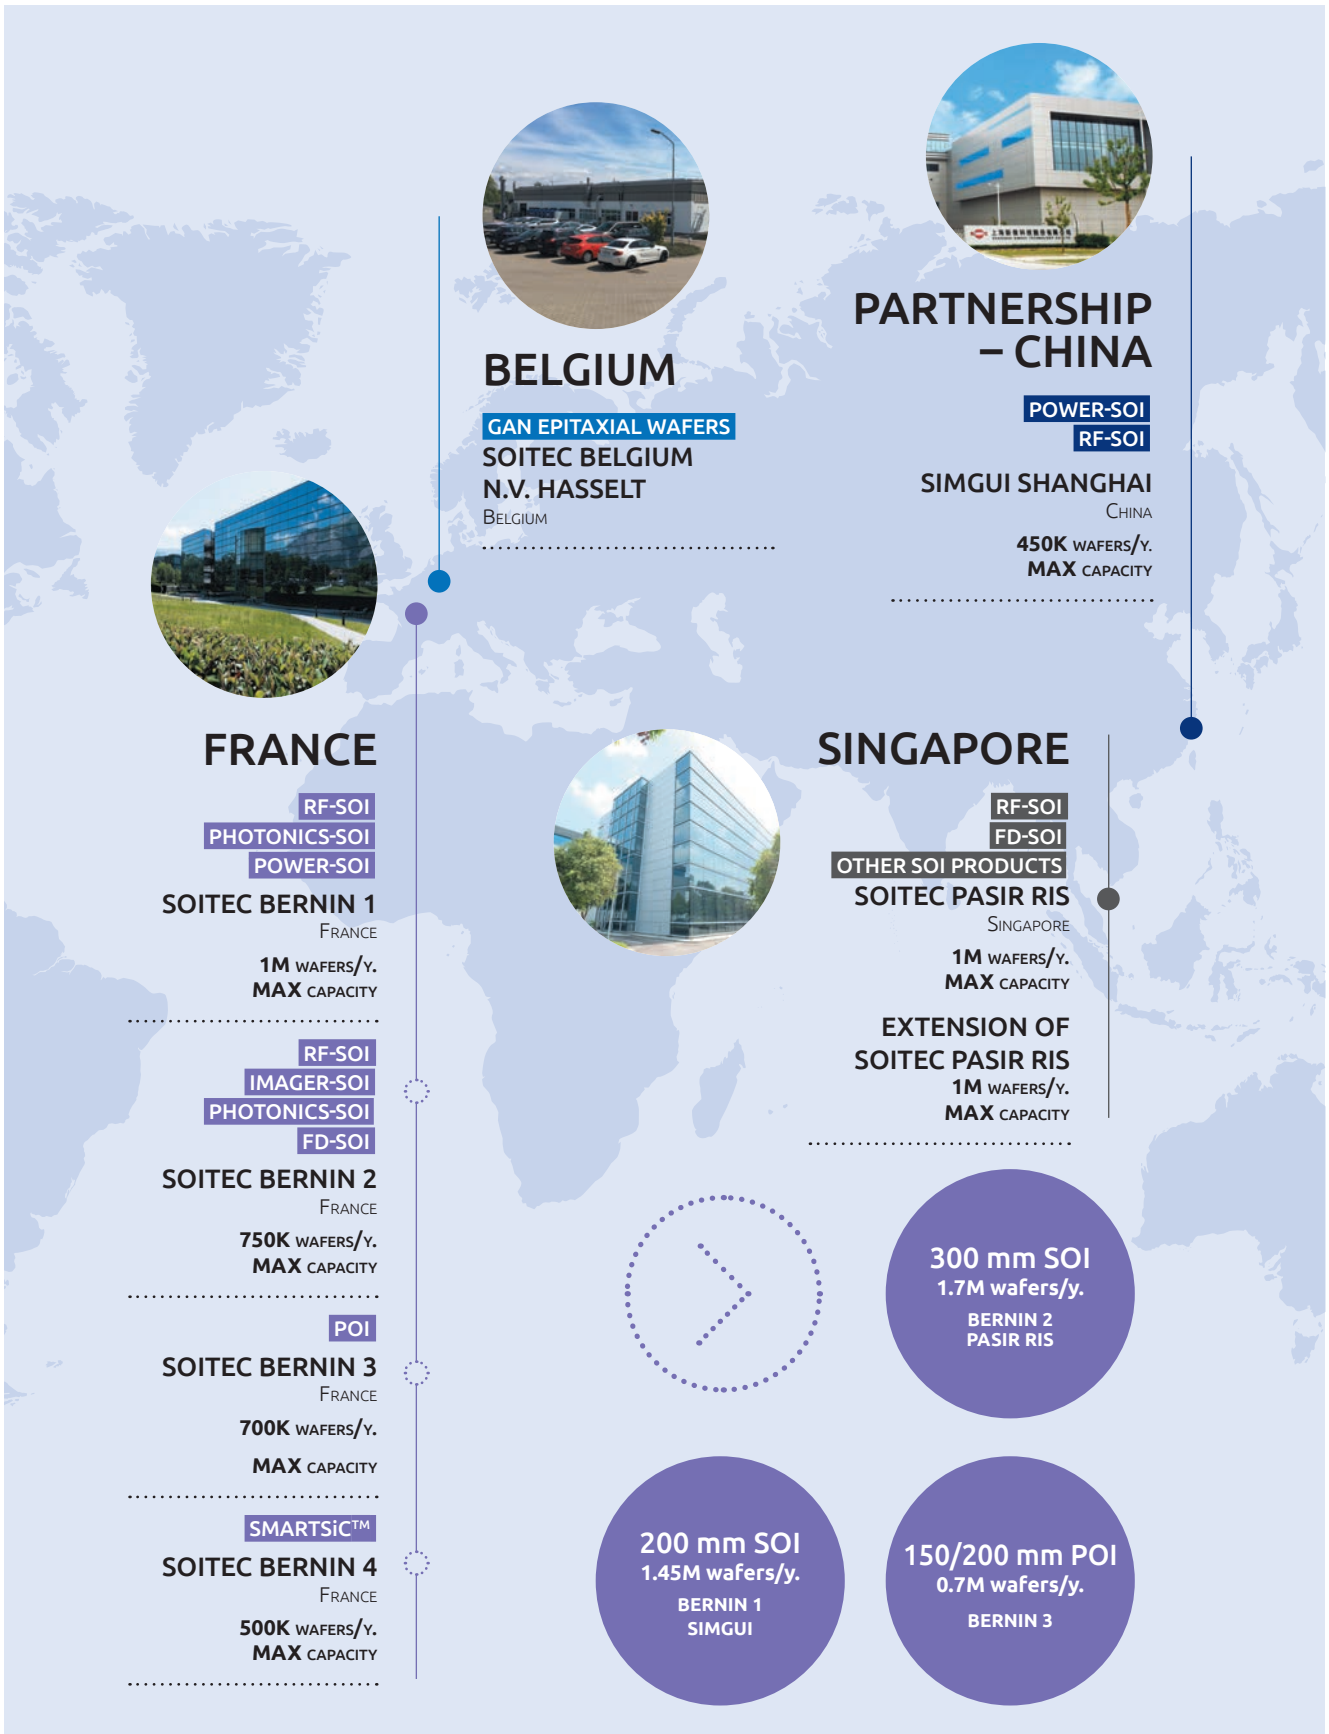 BELGIUM
GAN EPITAXIAL WAFERS
SOITEC BELGIUM
N.V. HASSELT
BELGIUM
PARTNERSHIP
– CHINA
POWER-SOI
RF-SOI
SIMGUI SHANGHAI
CHINA
450K WAFERS/Y.
MAX CAPACITY
FRANCE
RF-SOI
PHOTONICS-SOI
POWER-SOI
SOITEC BERNIN 1
FRANCE
1M WAFERS/Y.
MAX CAPACITY
RF-SOI
IMAGER-SOI
PHOTONICS-SOI
FD-SOI
SOITEC BERNIN 2
FRANCE
750K WAFERS/Y.
MAX CAPACITY
POI
SOITEC BERNIN 3
FRANCE
700K WAFERS/Y.
MAX CAPACITY
SMARTSiC™
SOITEC BERNIN 4
FRANCE
500K WAFERS/Y.
MAX CAPACITY
SINGAPORE
RF-SOI
FD-SOI
OTHER SOI PRODUCTS
SOITEC PASIR RIS
SINGAPORE
1M WAFERS/Y.
MAX CAPACITY
EXTENSION OF
SOITEC PASIR RIS
1M WAFERS/Y.
MAX CAPACITY
300 mm SOI
1.7M wafers/y.
BERNIN 2
PASIR RIS
200 mm SOI
1.45M wafers/y.
BERNIN 1
SIMGUI
150/200 mm POI
0.7M wafers/y.
BERNIN 3